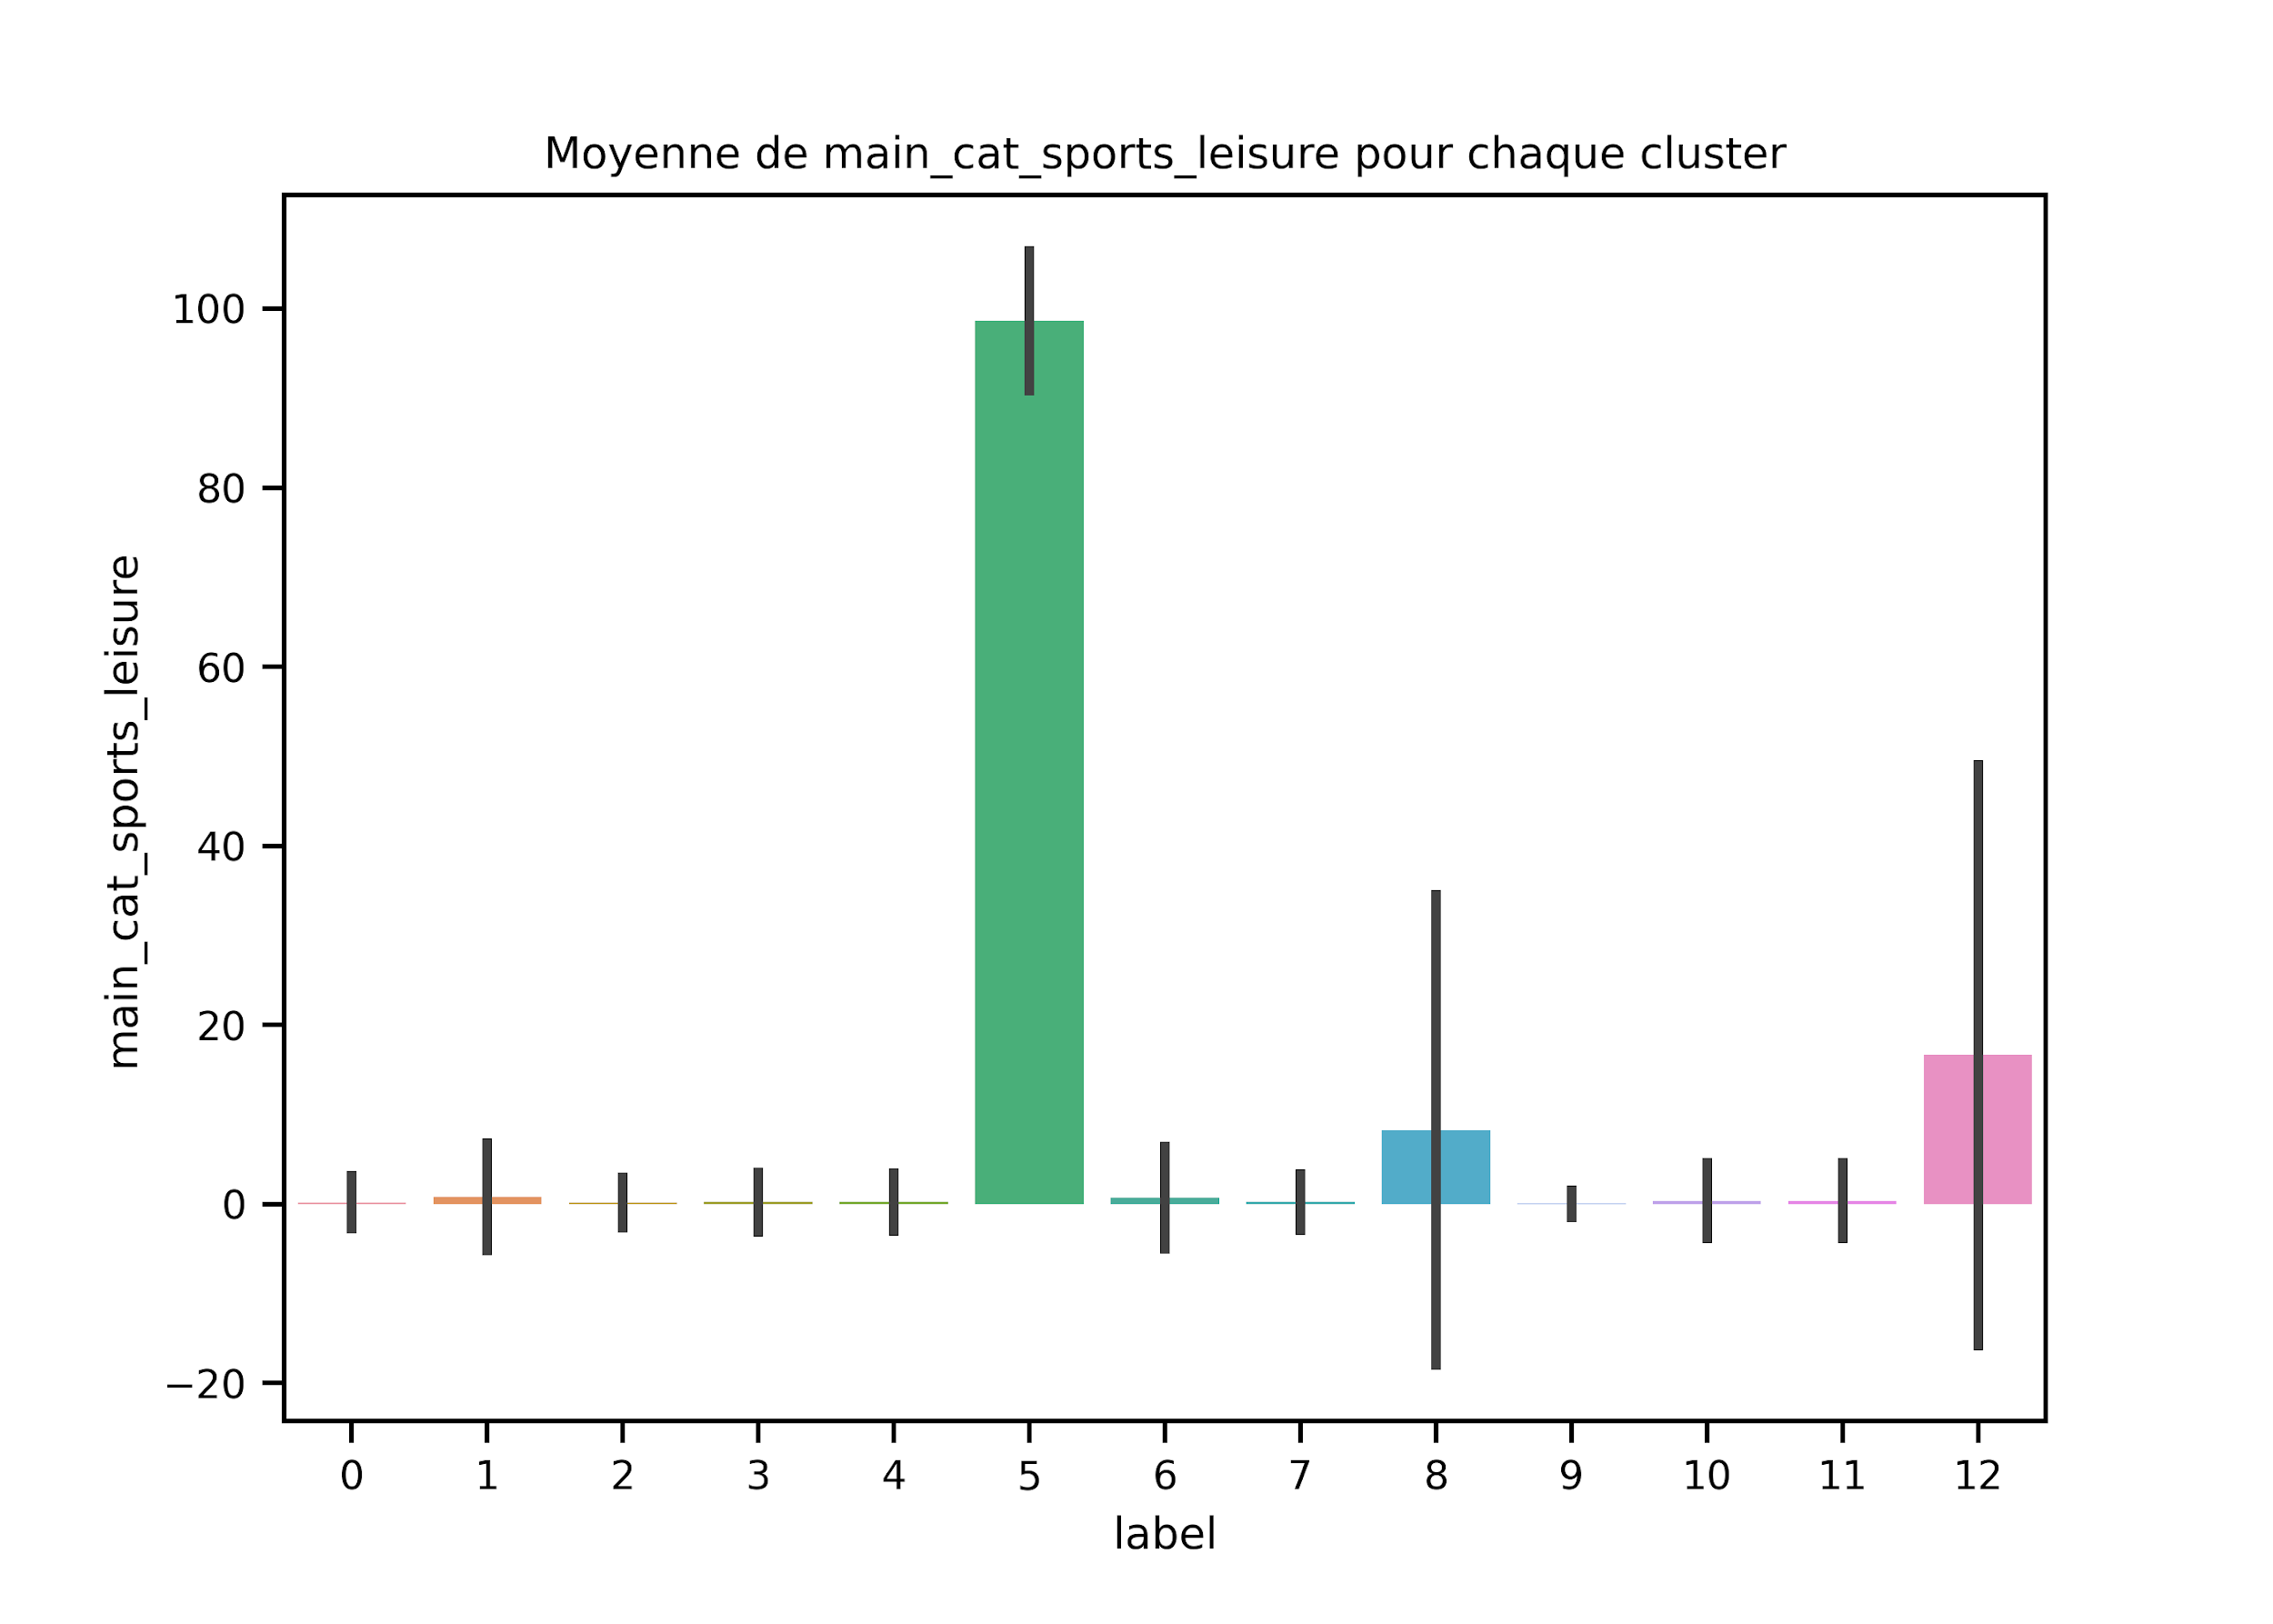 Moyenne de main_cat_sports_leisure pour chaque cluster
main_cat_sports_leisure
100
80
60
40
20
0
−20
0 1 2 3 4 5 6 7 8 9 10 11 12
label